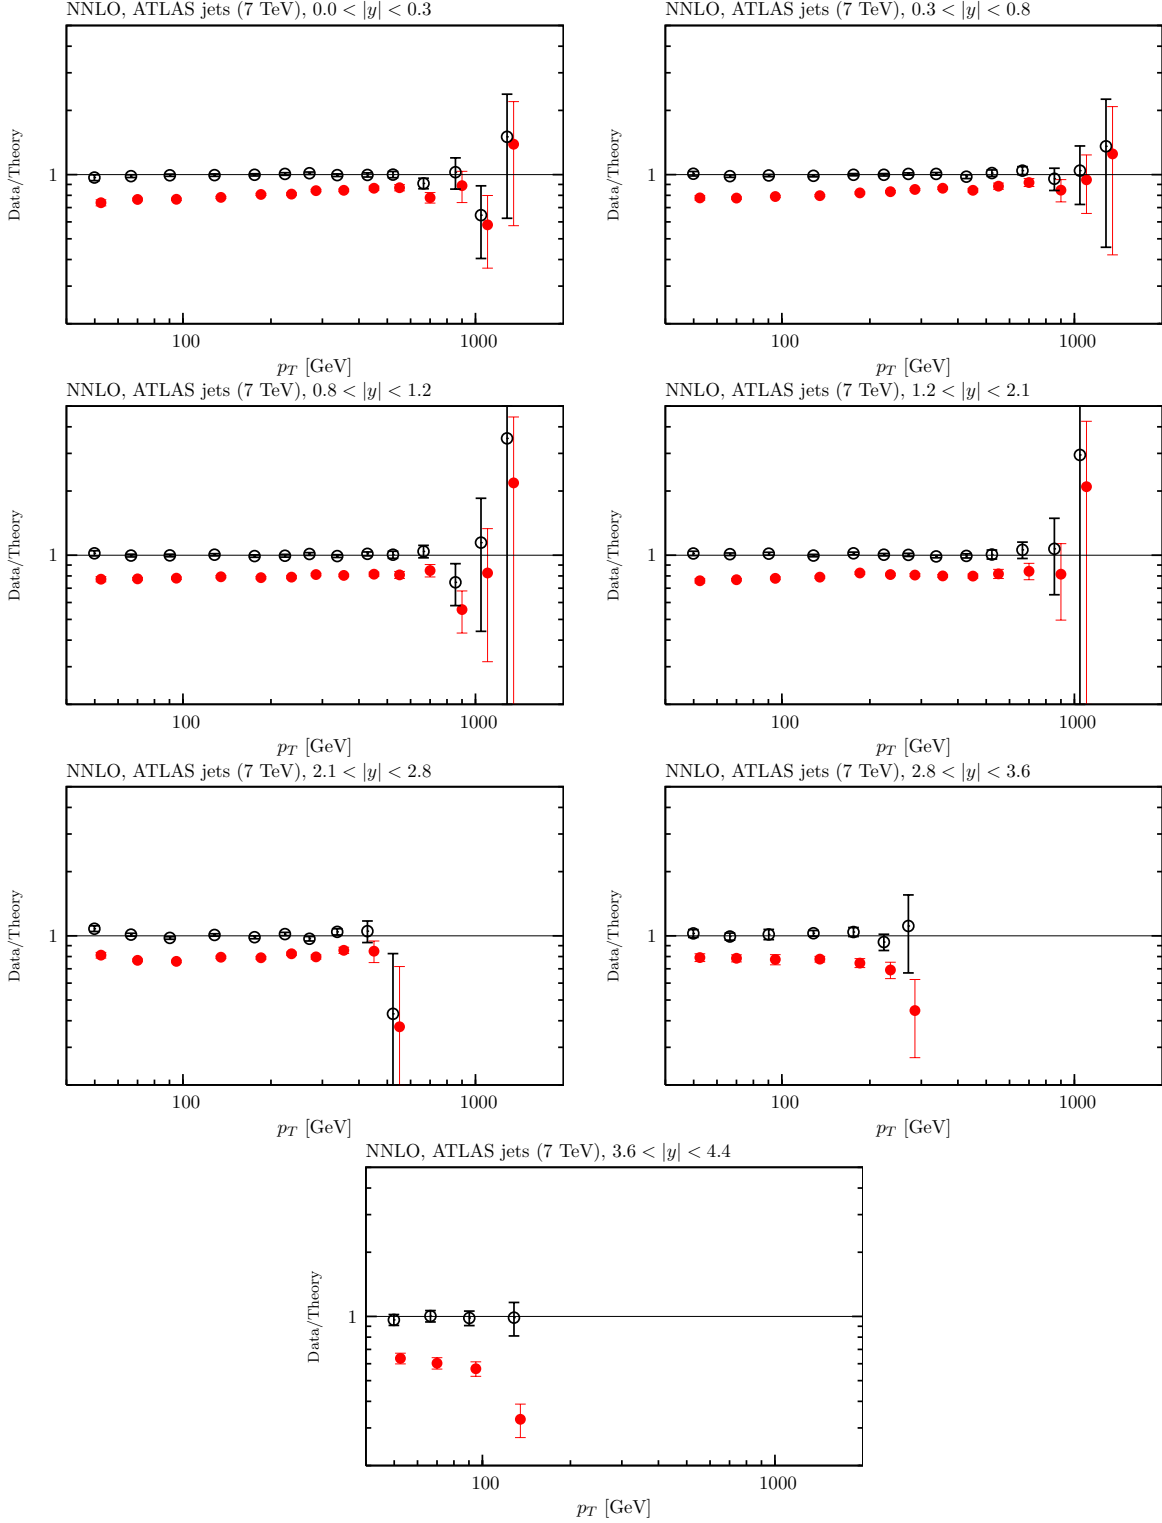 NNLO, ATLAS jets (7 TeV), 0.0 < |y| < 0.3
Data/Theory
1
100 1000
p_T [GeV]
NNLO, ATLAS jets (7 TeV), 0.3 < |y| < 0.8
Data/Theory
1
100 1000
p_T [GeV]
NNLO, ATLAS jets (7 TeV), 0.8 < |y| < 1.2
Data/Theory
1
100 1000
p_T [GeV]
NNLO, ATLAS jets (7 TeV), 1.2 < |y| < 2.1
Data/Theory
1
100 1000
p_T [GeV]
NNLO, ATLAS jets (7 TeV), 2.1 < |y| < 2.8
Data/Theory
1
100 1000
p_T [GeV]
NNLO, ATLAS jets (7 TeV), 2.8 < |y| < 3.6
Data/Theory
1
100 1000
p_T [GeV]
NNLO, ATLAS jets (7 TeV), 3.6 < |y| < 4.4
Data/Theory
1
100 1000
p_T [GeV]